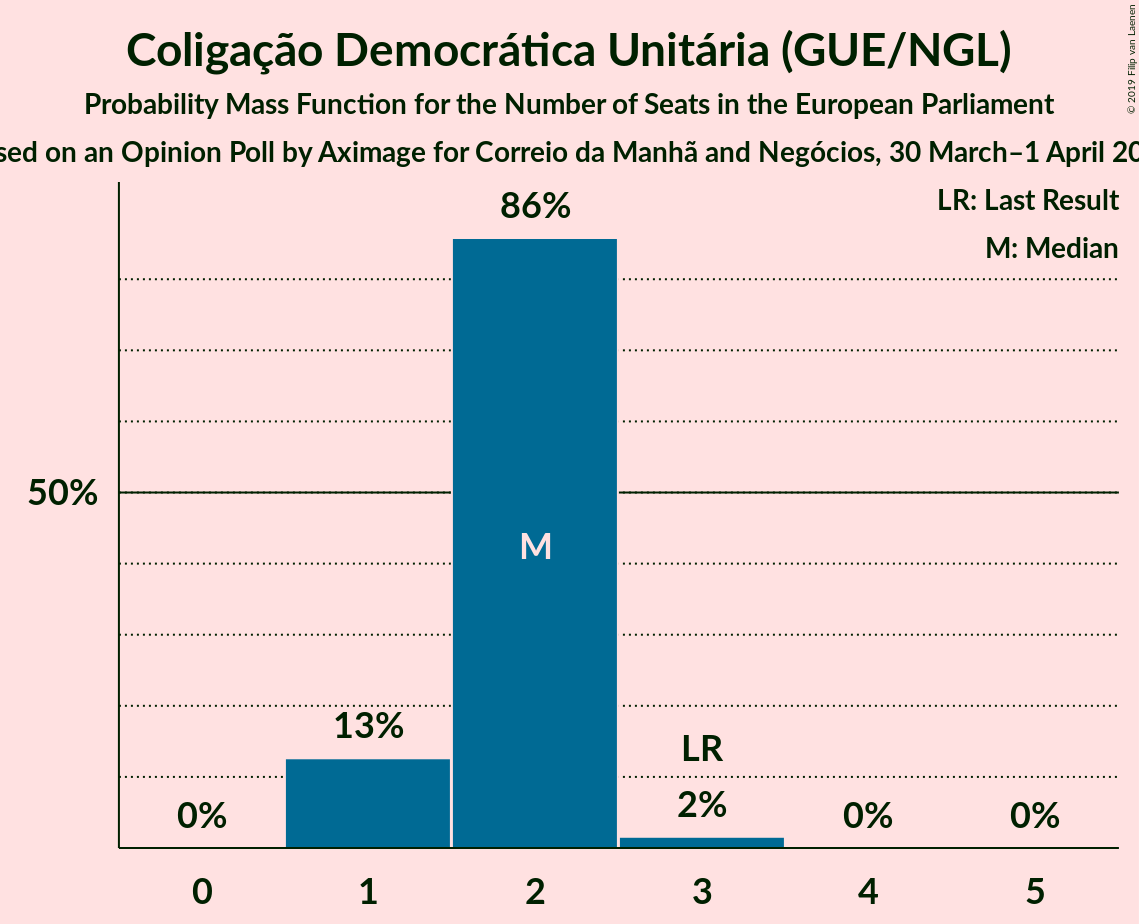 Coligação Democrática Unitária (GUE/NGL)
Probability Mass Function for the Number of Seats in the European Parliament
on an Opinion Poll by Aximage for Correio da Manhã and Negócios, 30 March–1 April
© 2019 Filip van Laenen
LR: Last Result
M: Median
86%
50%
M
13%
LR
0%
2%
0%
0%
0
1
2
3
4
5